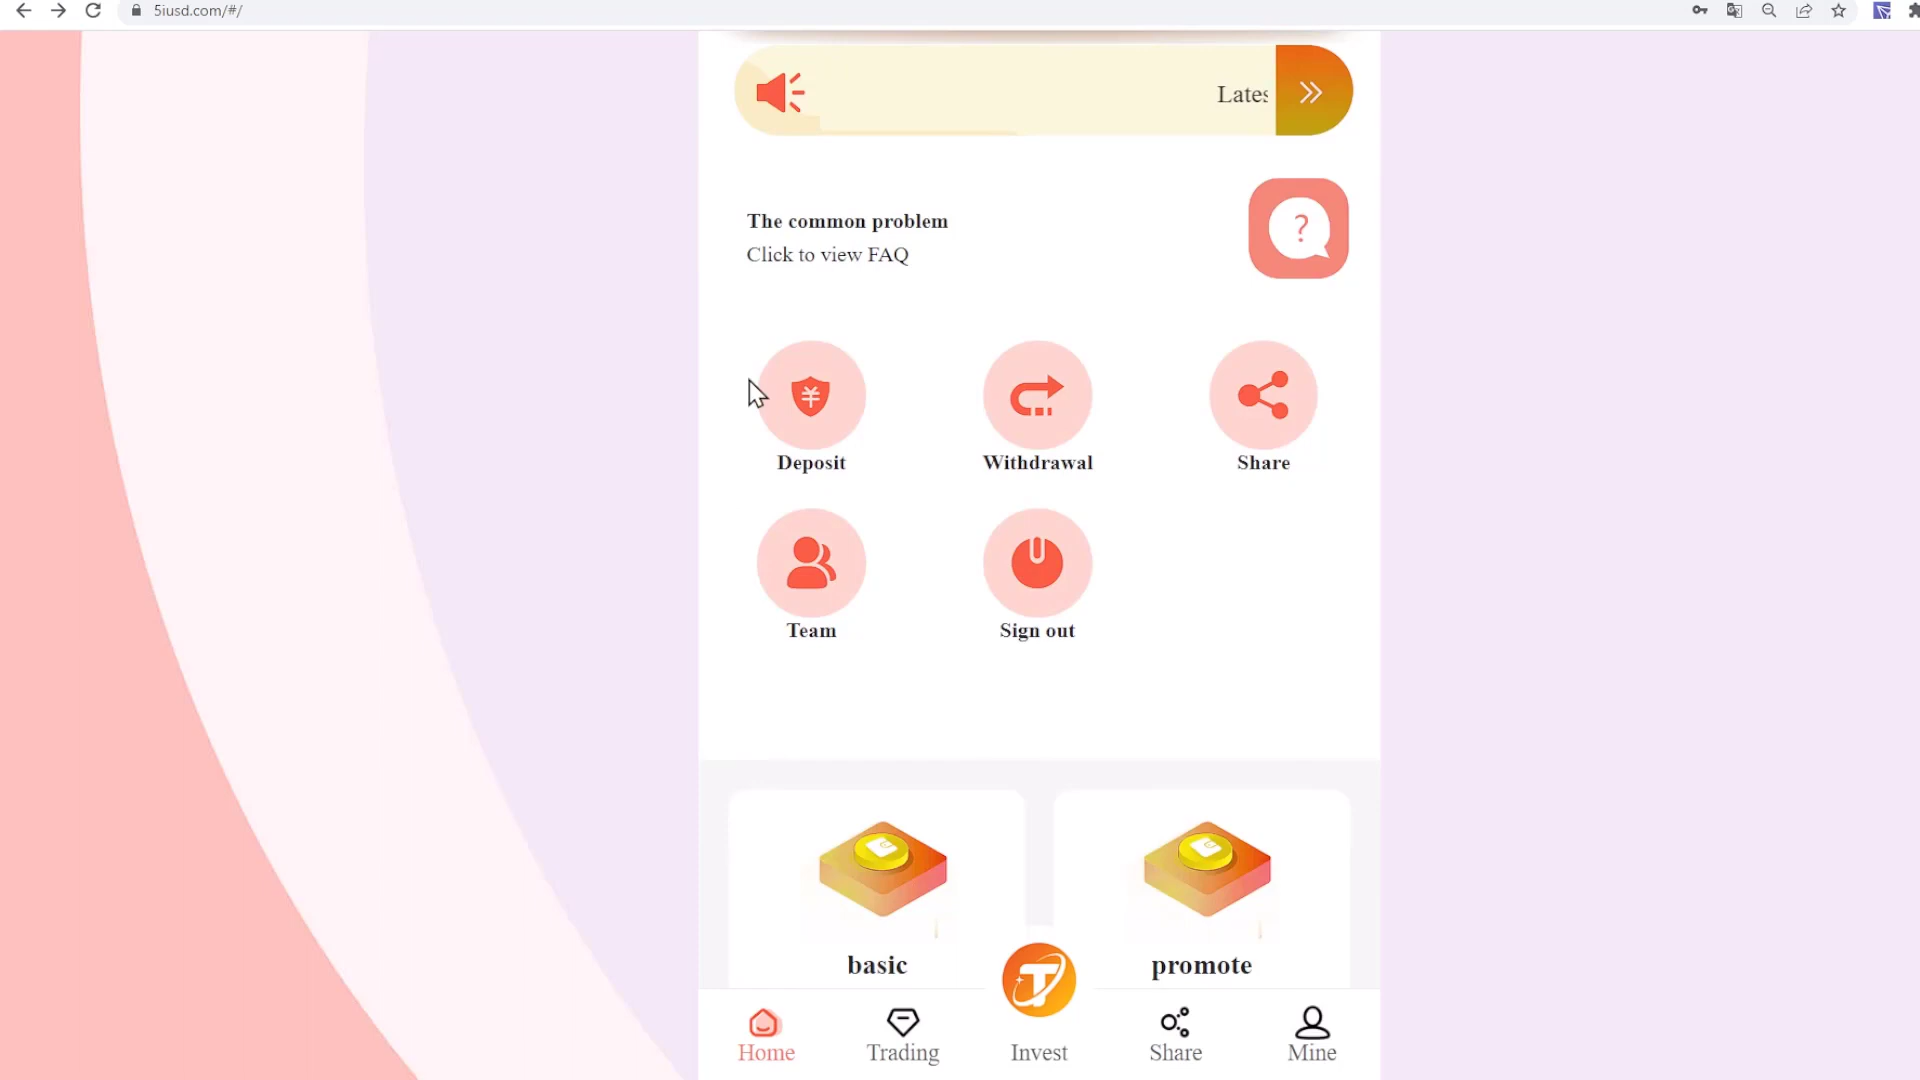 5iusd.com/#/
Lates
The common problem
Click to view FAQ
Deposit
Withdrawal
Share
Team
Sign out
basic
promote
Home
Trading
Invest
Share
Mine